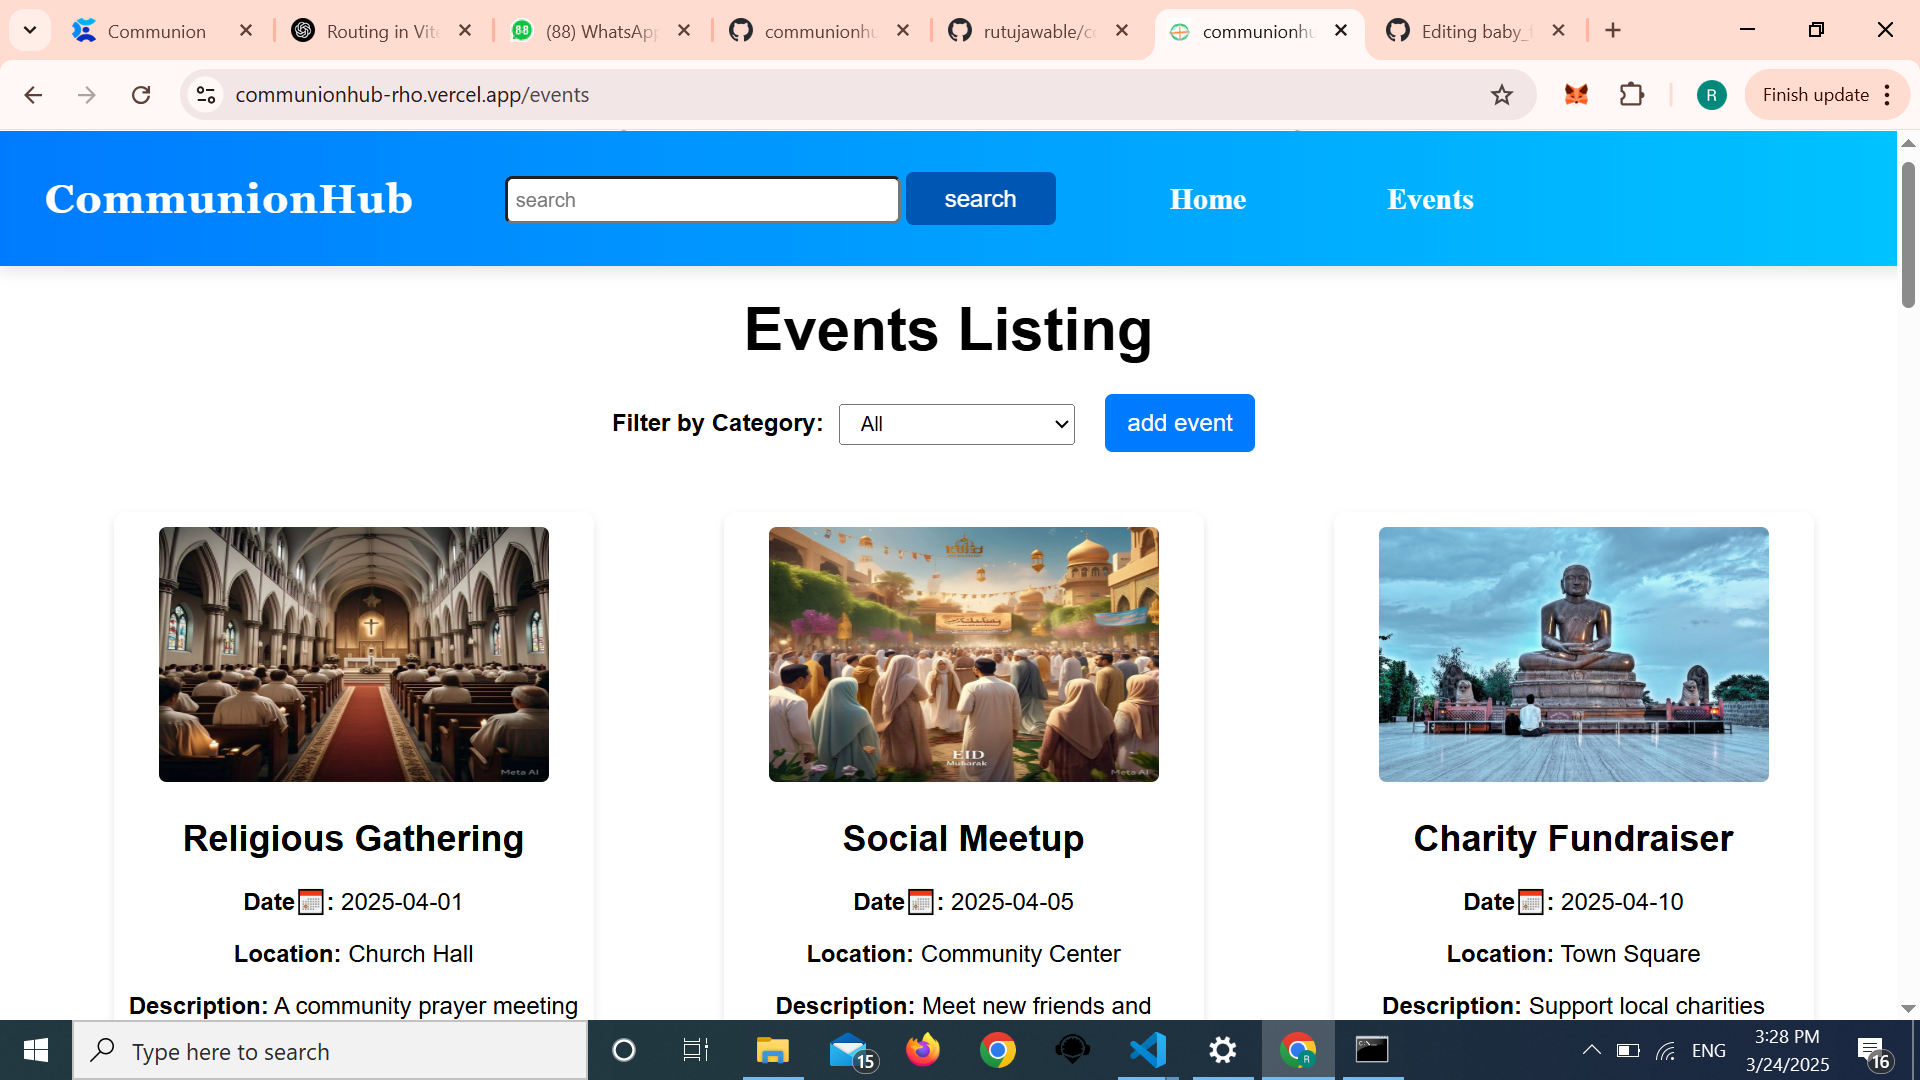 Communion
Routing in Vite
(88) WhatsApp
communionhu
rutujawable/co
communionhu
Editing baby_f
communionhub-rho.vercel.app/events
R
Finish update
CommunionHub
search
search
Home
Events
Events Listing
Filter by Category:
All
add event
Meta AI
EID
Mubarak
Meta AI
Religious Gathering
Social Meetup
Charity Fundraiser
Date📅: 2025-04-01
Date📅: 2025-04-05
Date📅: 2025-04-10
Location: Church Hall
Location: Community Center
Location: Town Square
Description: A community prayer meeting
Description: Meet new friends and
Description: Support local charities
Type here to search
15
ENG
3:28 PM
3/24/2025
16